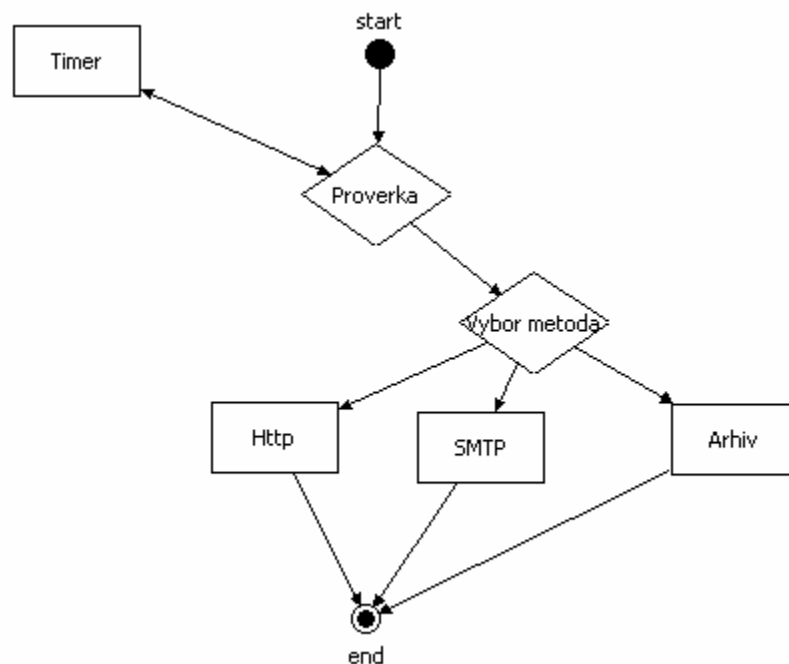 start
Timer
Proverka
Vybor metoda
Http
SMTP
Arhiv
end